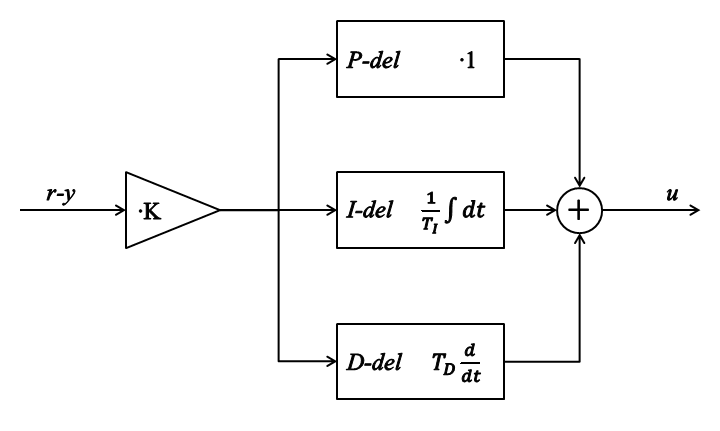 P-del ·1
r-y
·K
I-del 1/T_I ∫ dt
+
u
D-del T_D d/dt